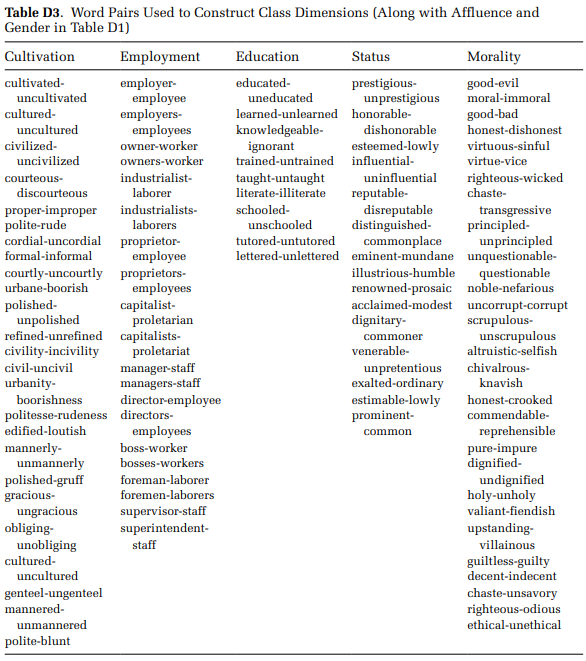 Table D3. Word Pairs Used to Construct Class Dimensions (Along with Affluence and
Gender in Table D1)
Cultivation
cultivated-
uncultivated
cultured-
uncultured
civilized-
uncivilized
courteous-
discourteous
proper-improper
polite-rude
cordial-uncordial
formal-informal
courtly-uncourtly
urbane-boorish
polished-
unpolished
refined-unrefined
civility-incivility
civil-uncivil
urbanity-
boorishness
politesse-rudeness
edified-loutish
mannerly-
unmannerly
polished-gruff
gracious-
ungracious
obliging-
unobliging
cultured-
uncultured
genteel-ungenteel
mannered-
unmannered
polite-blunt
Employment
employer-
employee
employers-
employees
owner-worker
owners-worker
industrialist-
laborer
industrialists-
laborers
proprietor-
employee
proprietors-
employees
capitalist-
proletarian
capitalists-
proletariat
manager-staff
managers-staff
director-employee
directors-
employees
boss-worker
bosses-workers
foreman-laborer
foremen-laborers
supervisor-staff
superintendent-
staff
Education
educated-
uneducated
learned-unlearned
knowledgeable-
ignorant
trained-untrained
taught-untaught
literate-illiterate
schooled-
unschooled
tutored-untutored
lettered-unlettered
Status
prestigious-
unprestigious
honorable-
dishonorable
esteemed-lowly
influential-
uninfluential
reputable-
disreputable
distinguished-
commonplace
eminent-mundane
illustrious-humble
renowned-prosaic
acclaimed-modest
dignitary-
commoner
venerable-
unpretentious
exalted-ordinary
estimable-lowly
prominent-
common
Morality
good-evil
moral-immoral
good-bad
honest-dishonest
virtuous-sinful
virtue-vice
righteous-wicked
chaste-
transgressive
principled-
unprincipled
unquestionable-
questionable
noble-nefarious
uncorrupt-corrupt
scrupulous-
unscrupulous
altruistic-selfish
chivalrous-
knavish
honest-crooked
commendable-
reprehensible
pure-impure
dignified-
undignified
holy-unholy
valiant-fiendish
upstanding-
villainous
guiltless-guilty
decent-indecent
chaste-unsavory
righteous-odious
ethical-unethical